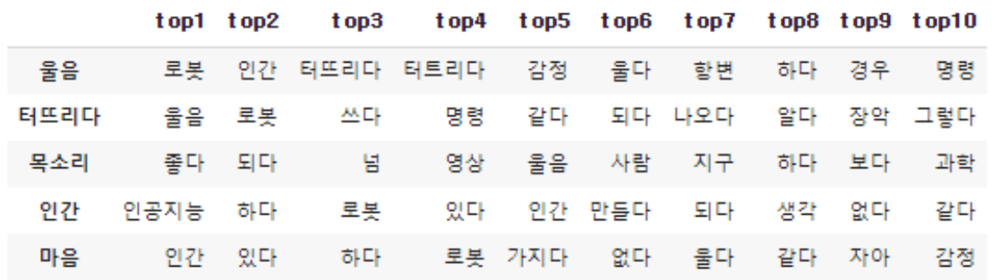 top1 top2 top3 top4 top5 top6 top7 top8 top9 top10
울음 로봇 인간 터뜨리다 터트리다 감정 울다 항변 하다 경우 명령
터뜨리다 울음 로봇 쓰다 명령 같다 되다 나오다 알다 장악 그렇다
목소리 좋다 되다 넘 영상 울음 사람 지구 하다 보다 과학
인간 인공지능 하다 로봇 있다 인간 만들다 되다 생각 없다 같다
마음 인간 있다 하다 로봇 가지다 없다 울다 같다 자아 감정